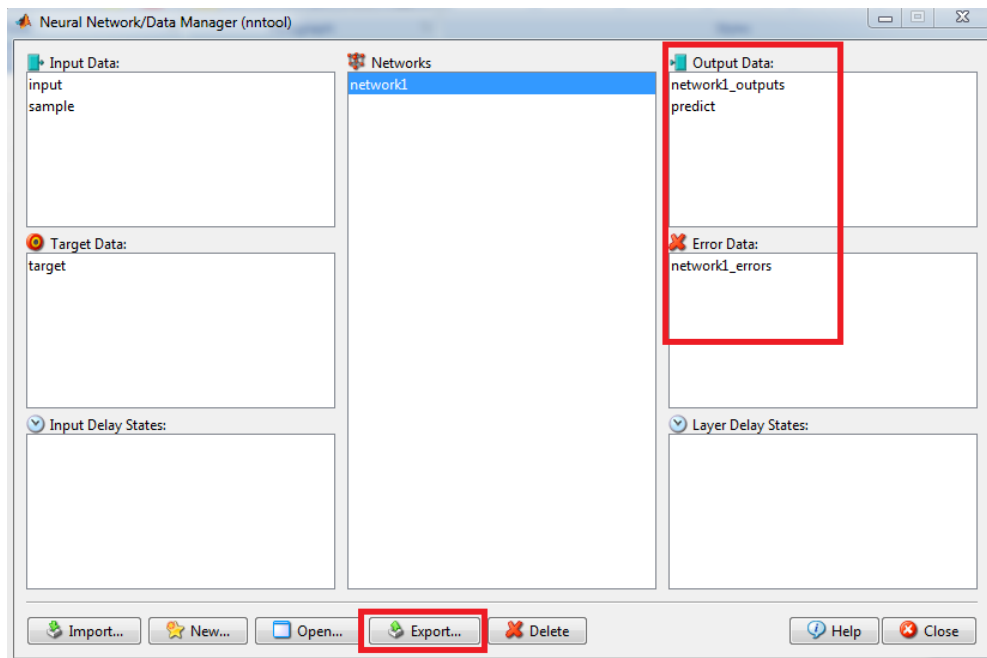 Neural Network/Data Manager (nntool)
Input Data:
input
sample
Networks
network1
Output Data:
network1_outputs
predict
Target Data:
target
Error Data:
network1_errors
Input Delay States:
Layer Delay States:
Import...
New...
Open...
Export...
Delete
Help
Close